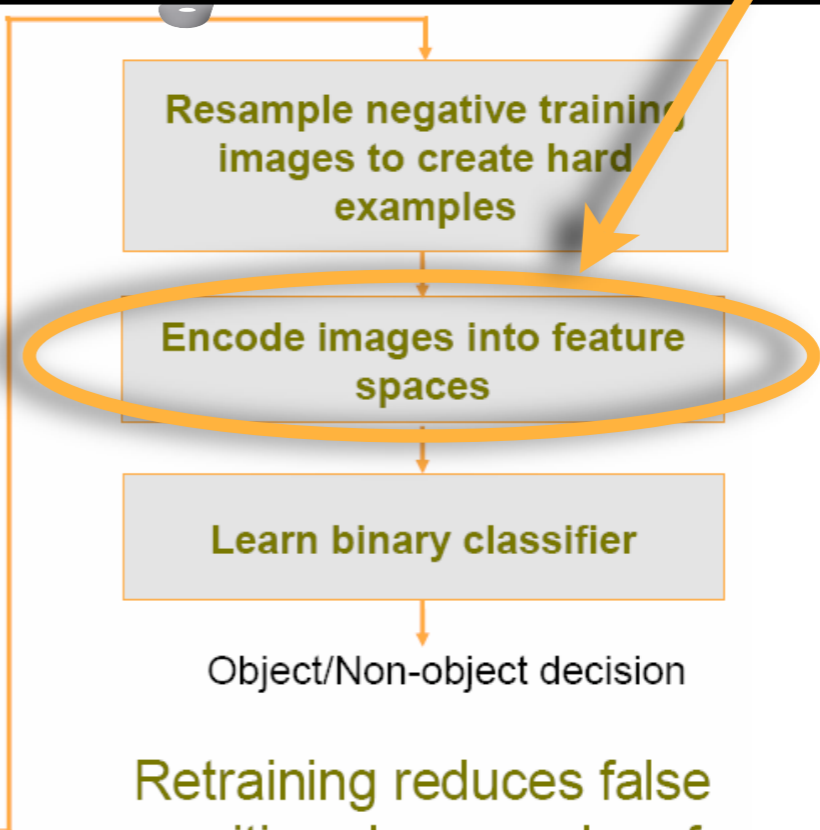 Resample negative training
images to create hard
examples
Encode images into feature
spaces
Learn binary classifier
Object/Non-object decision
Retraining reduces false